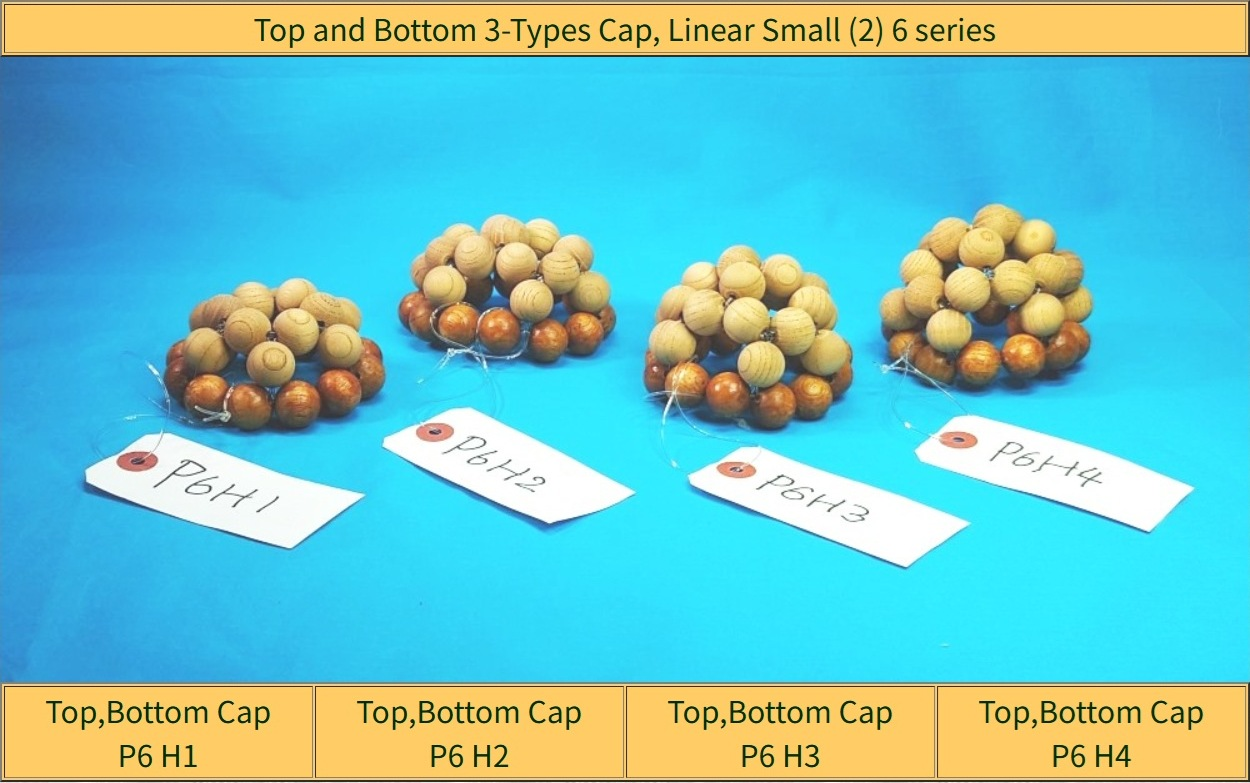 Top and Bottom 3-Types Cap, Linear Small (2) 6 series
P6H1
P6H2
P6H3
P6H4
Top,Bottom Cap
P6 H1
Top,Bottom Cap
P6 H2
Top,Bottom Cap
P6 H3
Top,Bottom Cap
P6 H4